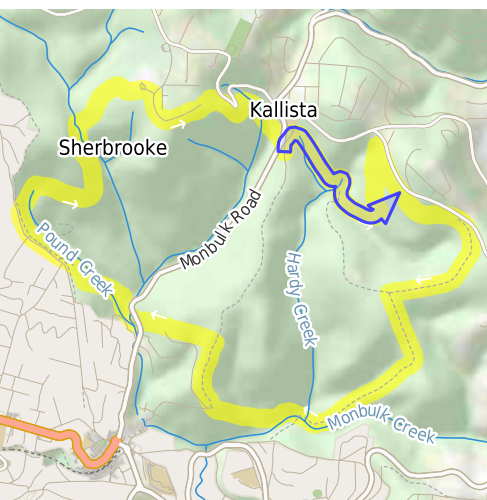 Kallista
Sherbrooke
Monbulk Road
Pound Creek
Hardy Creek
Monbulk Creek